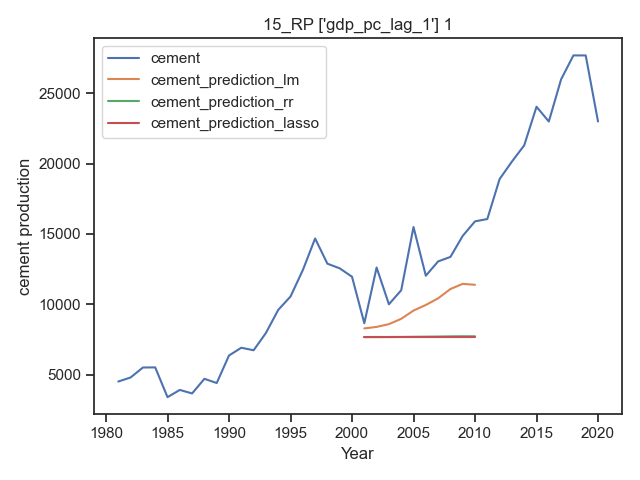 15_RP ['gdp_pc_lag_1'] 1
cement
cement_prediction_lm
cement_prediction_rr
cement_prediction_lasso
cement production
25000
20000
15000
10000
5000
1980 1985 1990 1995 2000 2005 2010 2015 2020
Year